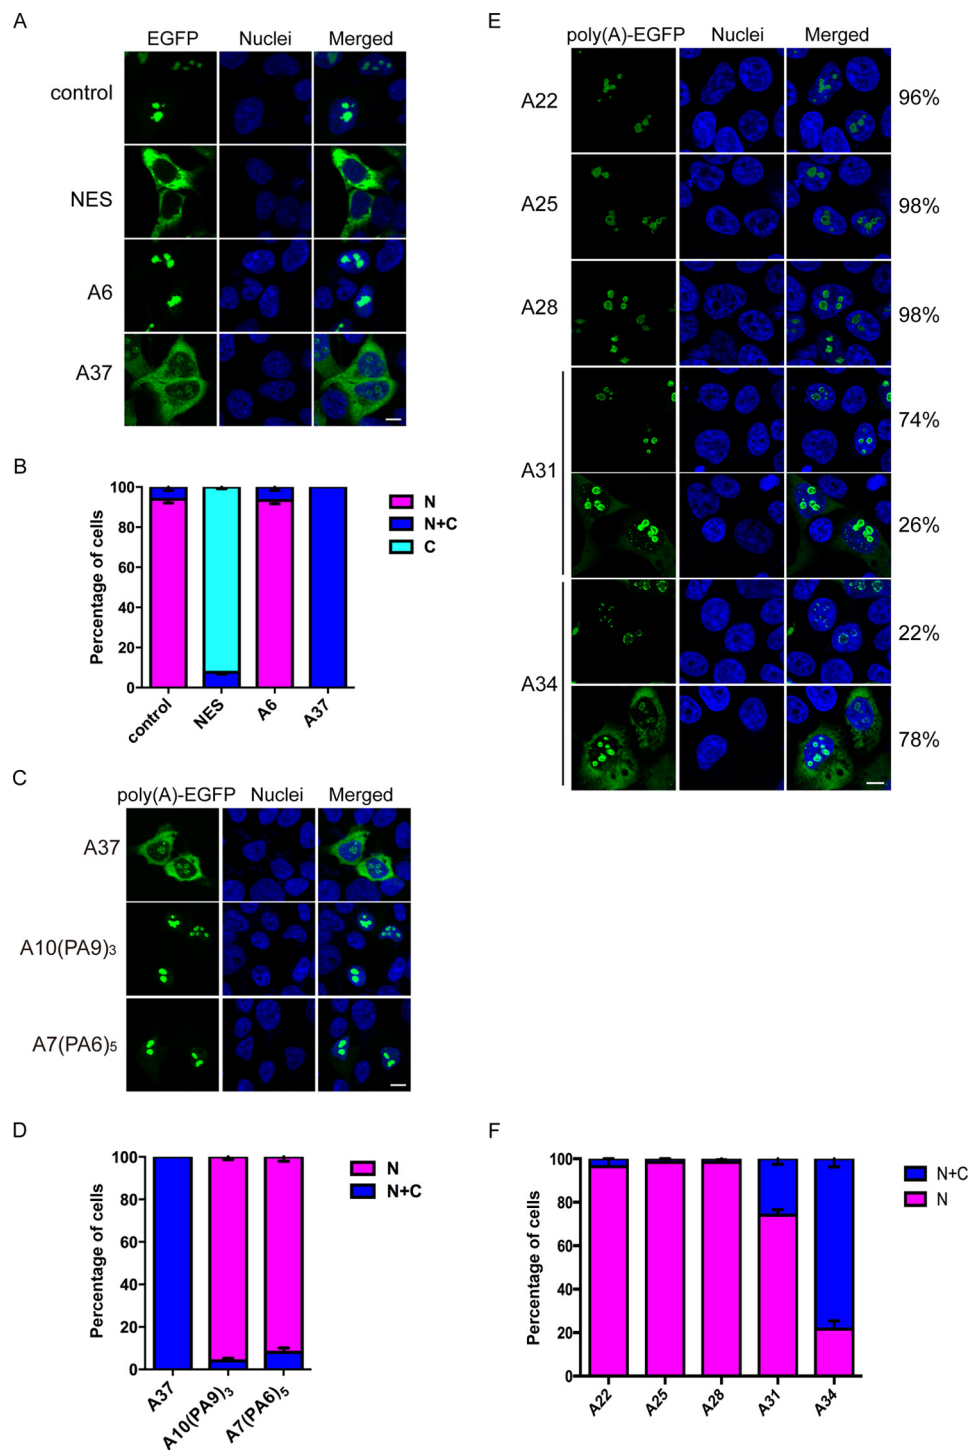 A
EGFP Nuclei Merged
control
NES
A6
A37
B
Percentage of cells
100
80
60
40
20
0
control NES A6 A37
N
N+C
C
C
poly(A)-EGFP Nuclei Merged
A37
A10(PA9)3
A7(PA6)5
D
Percentage of cells
100
80
60
40
20
0
A37 A10(PA9)3 A7(PA6)5
N
N+C
E
poly(A)-EGFP Nuclei Merged
A22 96%
A25 98%
A28 98%
74%
A31
26%
22%
A34
78%
F
Percentage of cells
100
80
60
40
20
0
A22 A25 A28 A31 A34
N+C
N